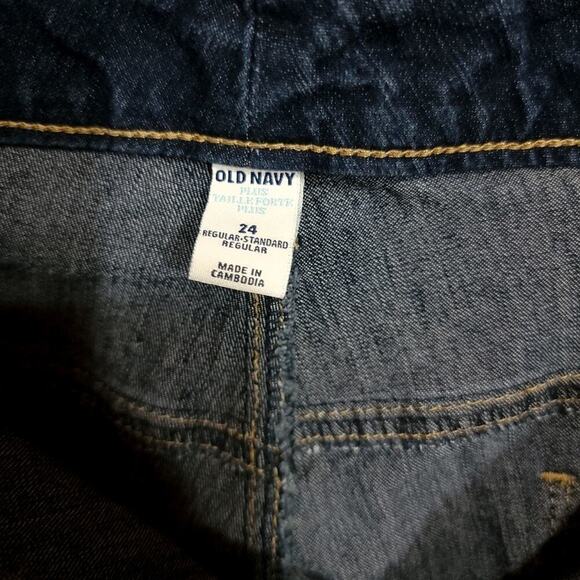 OLD NAVY
PLUS
TAILLE FORTE
PLUS
24
REGULAR•STANDARD
REGULAR
MADE IN
CAMBODIA